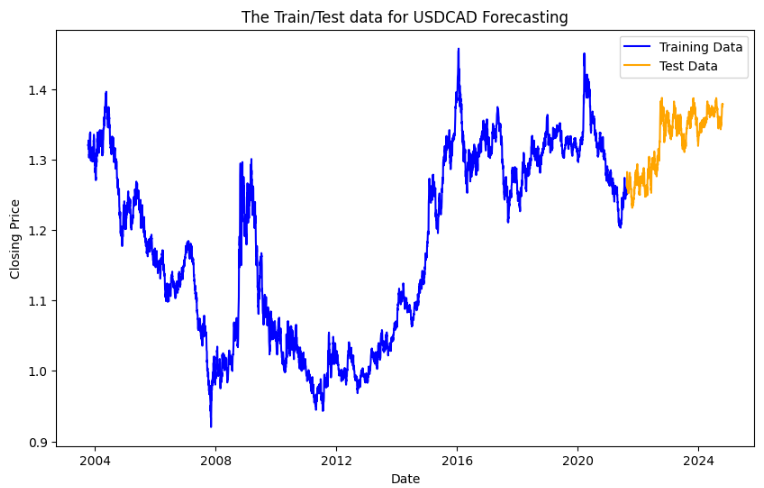 The Train/Test data for USDCAD Forecasting
Training Data
Test Data
Closing Price
1.4
1.3
1.2
1.1
1.0
0.9
2004
2008
2012
2016
2020
2024
Date